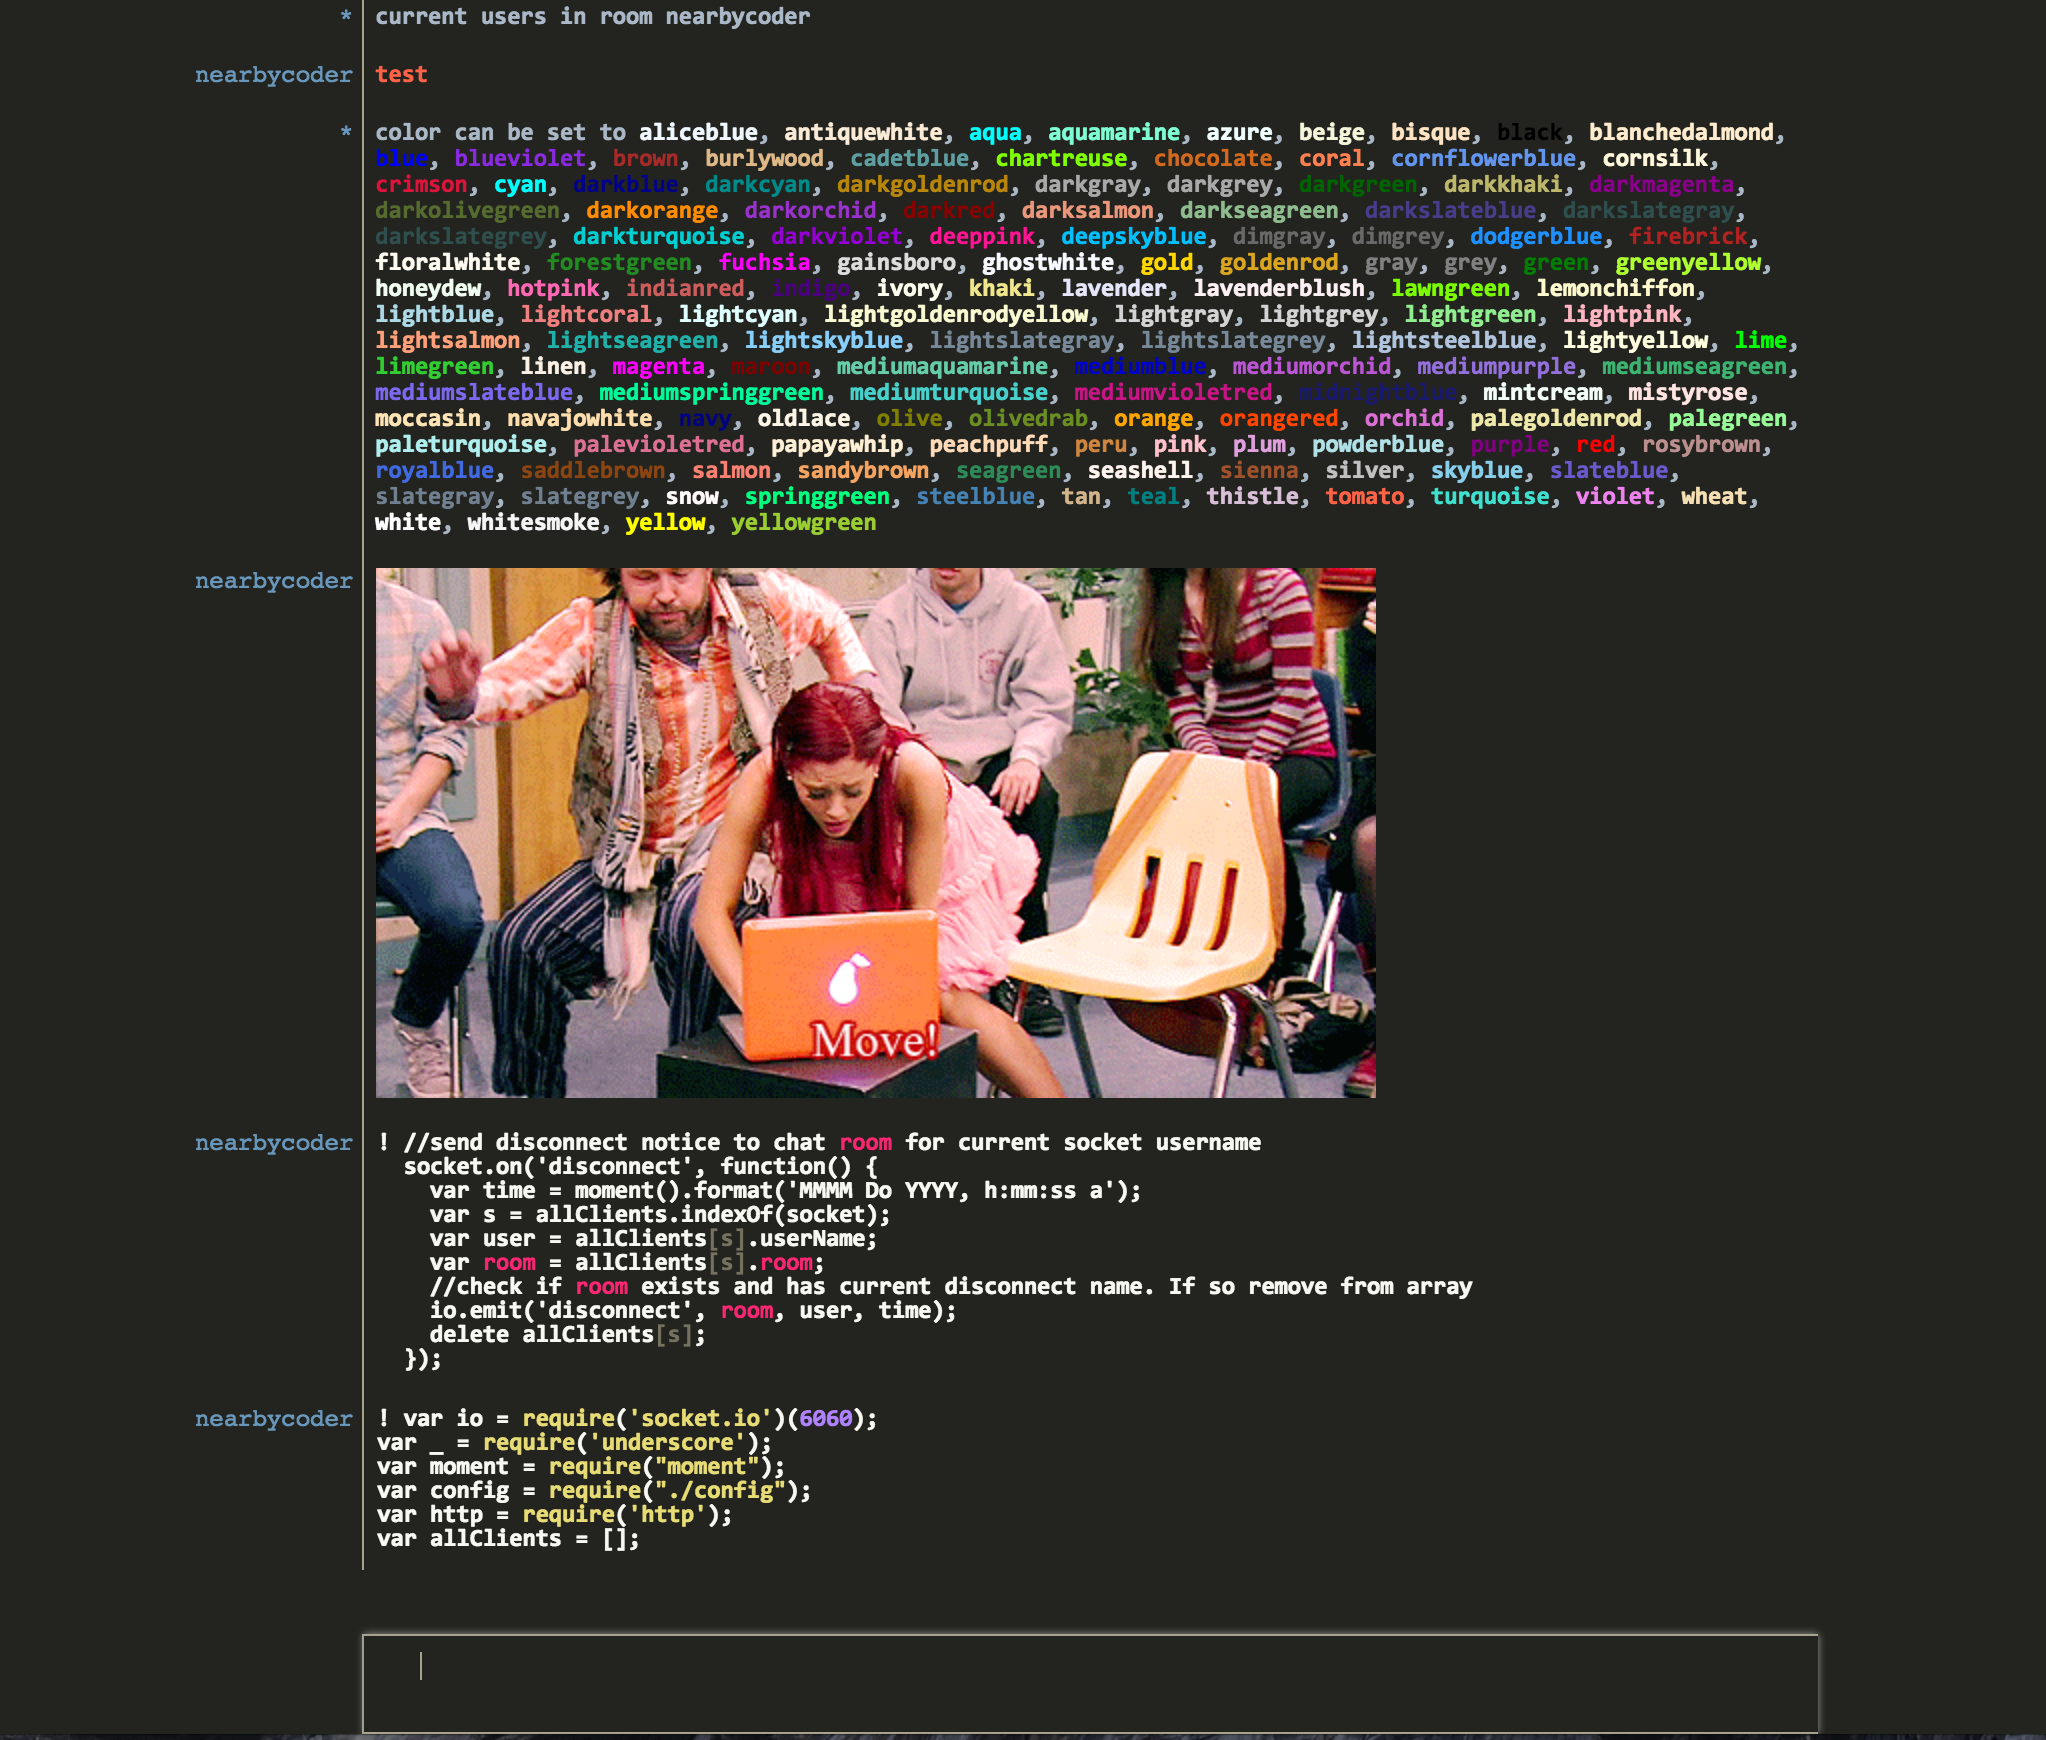 * current users in room nearbycoder
nearbycoder test
* color can be set to aliceblue, antiquewhite, aqua, aquamarine, azure, beige, bisque, black, blanchedalmond,
blue, blueviolet, brown, burlywood, cadetblue, chartreuse, chocolate, coral, cornflowerblue, cornsilk,
crimson, cyan, darkblue, darkcyan, darkgoldenrod, darkgray, darkgrey, darkgreen, darkkhaki, darkmagenta,
darkolivegreen, darkorange, darkorchid, darkred, darksalmon, darkseagreen, darkslateblue, darkslategray,
darkslategrey, darkturquoise, darkviolet, deeppink, deepskyblue, dimgray, dimgrey, dodgerblue, firebrick,
floralwhite, forestgreen, fuchsia, gainsboro, ghostwhite, gold, goldenrod, gray, grey, green, greenyellow,
honeydew, hotpink, indianred, indigo, ivory, khaki, lavender, lavenderblush, lawngreen, lemonchiffon,
lightblue, lightcoral, lightcyan, lightgoldenrodyellow, lightgray, lightgrey, lightgreen, lightpink,
lightsalmon, lightseagreen, lightskyblue, lightslategray, lightslategrey, lightsteelblue, lightyellow, lime,
limegreen, linen, magenta, maroon, mediumaquamarine, mediumblue, mediumorchid, mediumpurple, mediumseagreen,
mediumslateblue, mediumspringgreen, mediumturquoise, mediumvioletred, midnightblue, mintcream, mistyrose,
moccasin, navajowhite, navy, oldlace, olive, olivedrab, orange, orangered, orchid, palegoldenrod, palegreen,
paleturquoise, palevioletred, papayawhip, peachpuff, peru, pink, plum, powderblue, purple, red, rosybrown,
royalblue, saddlebrown, salmon, sandybrown, seagreen, seashell, sienna, silver, skyblue, slateblue,
slategray, slategrey, snow, springgreen, steelblue, tan, teal, thistle, tomato, turquoise, violet, wheat,
white, whitesmoke, yellow, yellowgreen
nearbycoder
Move!
nearbycoder ! //send disconnect notice to chat room for current socket username
socket.on('disconnect', function() {
var time = moment().format('MMMM Do YYYY, h:mm:ss a');
var s = allClients.indexOf(socket);
var user = allClients[s].userName;
var room = allClients[s].room;
//check if room exists and has current disconnect name. If so remove from array
io.emit('disconnect', room, user, time);
delete allClients[s];
});
nearbycoder ! var io = require('socket.io')(6060);
var _ = require('underscore');
var moment = require("moment");
var config = require("./config");
var http = require('http');
var allClients = [];